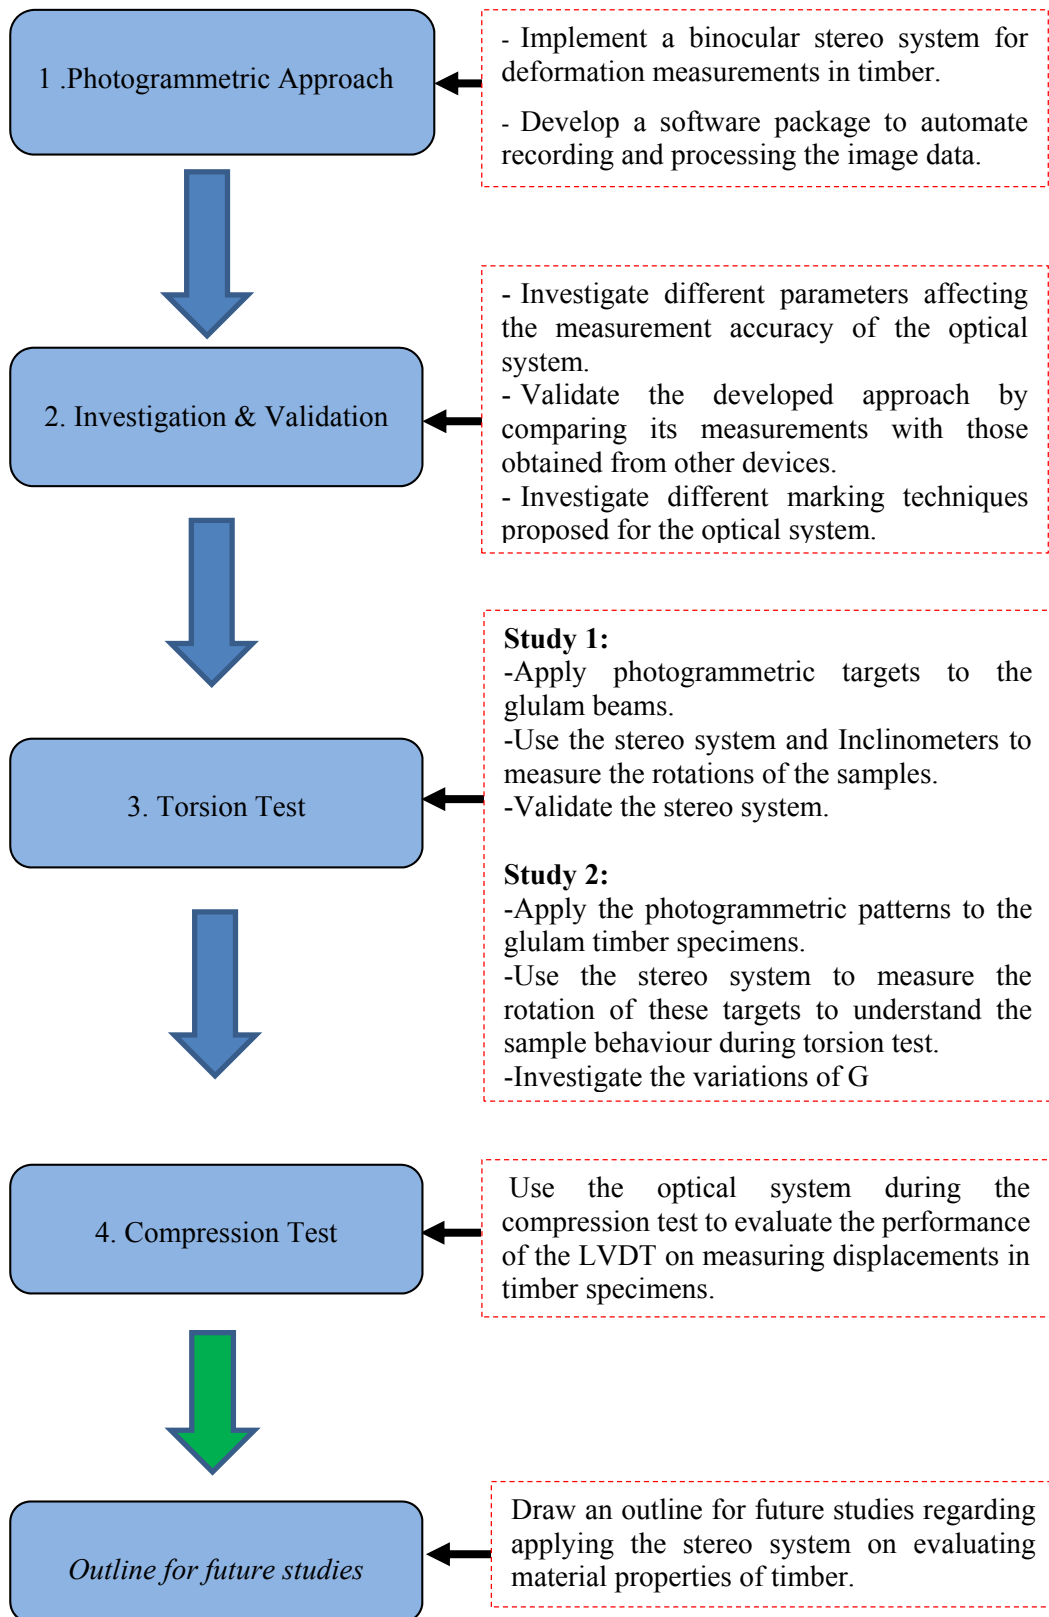 1 .Photogrammetric Approach
- Implement a binocular stereo system for
deformation measurements in timber.
- Develop a software package to automate
recording and processing the image data.
2. Investigation & Validation
- Investigate different parameters affecting
the measurement accuracy of the optical
system.
- Validate the developed approach by
comparing its measurements with those
obtained from other devices.
- Investigate different marking techniques
proposed for the optical system.
3. Torsion Test
Study 1:
-Apply photogrammetric targets to the
glulam beams.
-Use the stereo system and Inclinometers to
measure the rotations of the samples.
-Validate the stereo system.
Study 2:
-Apply the photogrammetric patterns to the
glulam timber specimens.
-Use the stereo system to measure the
rotation of these targets to understand the
sample behaviour during torsion test.
-Investigate the variations of G
4. Compression Test
Use the optical system during the
compression test to evaluate the performance
of the LVDT on measuring displacements in
timber specimens.
Outline for future studies
Draw an outline for future studies regarding
applying the stereo system on evaluating
material properties of timber.